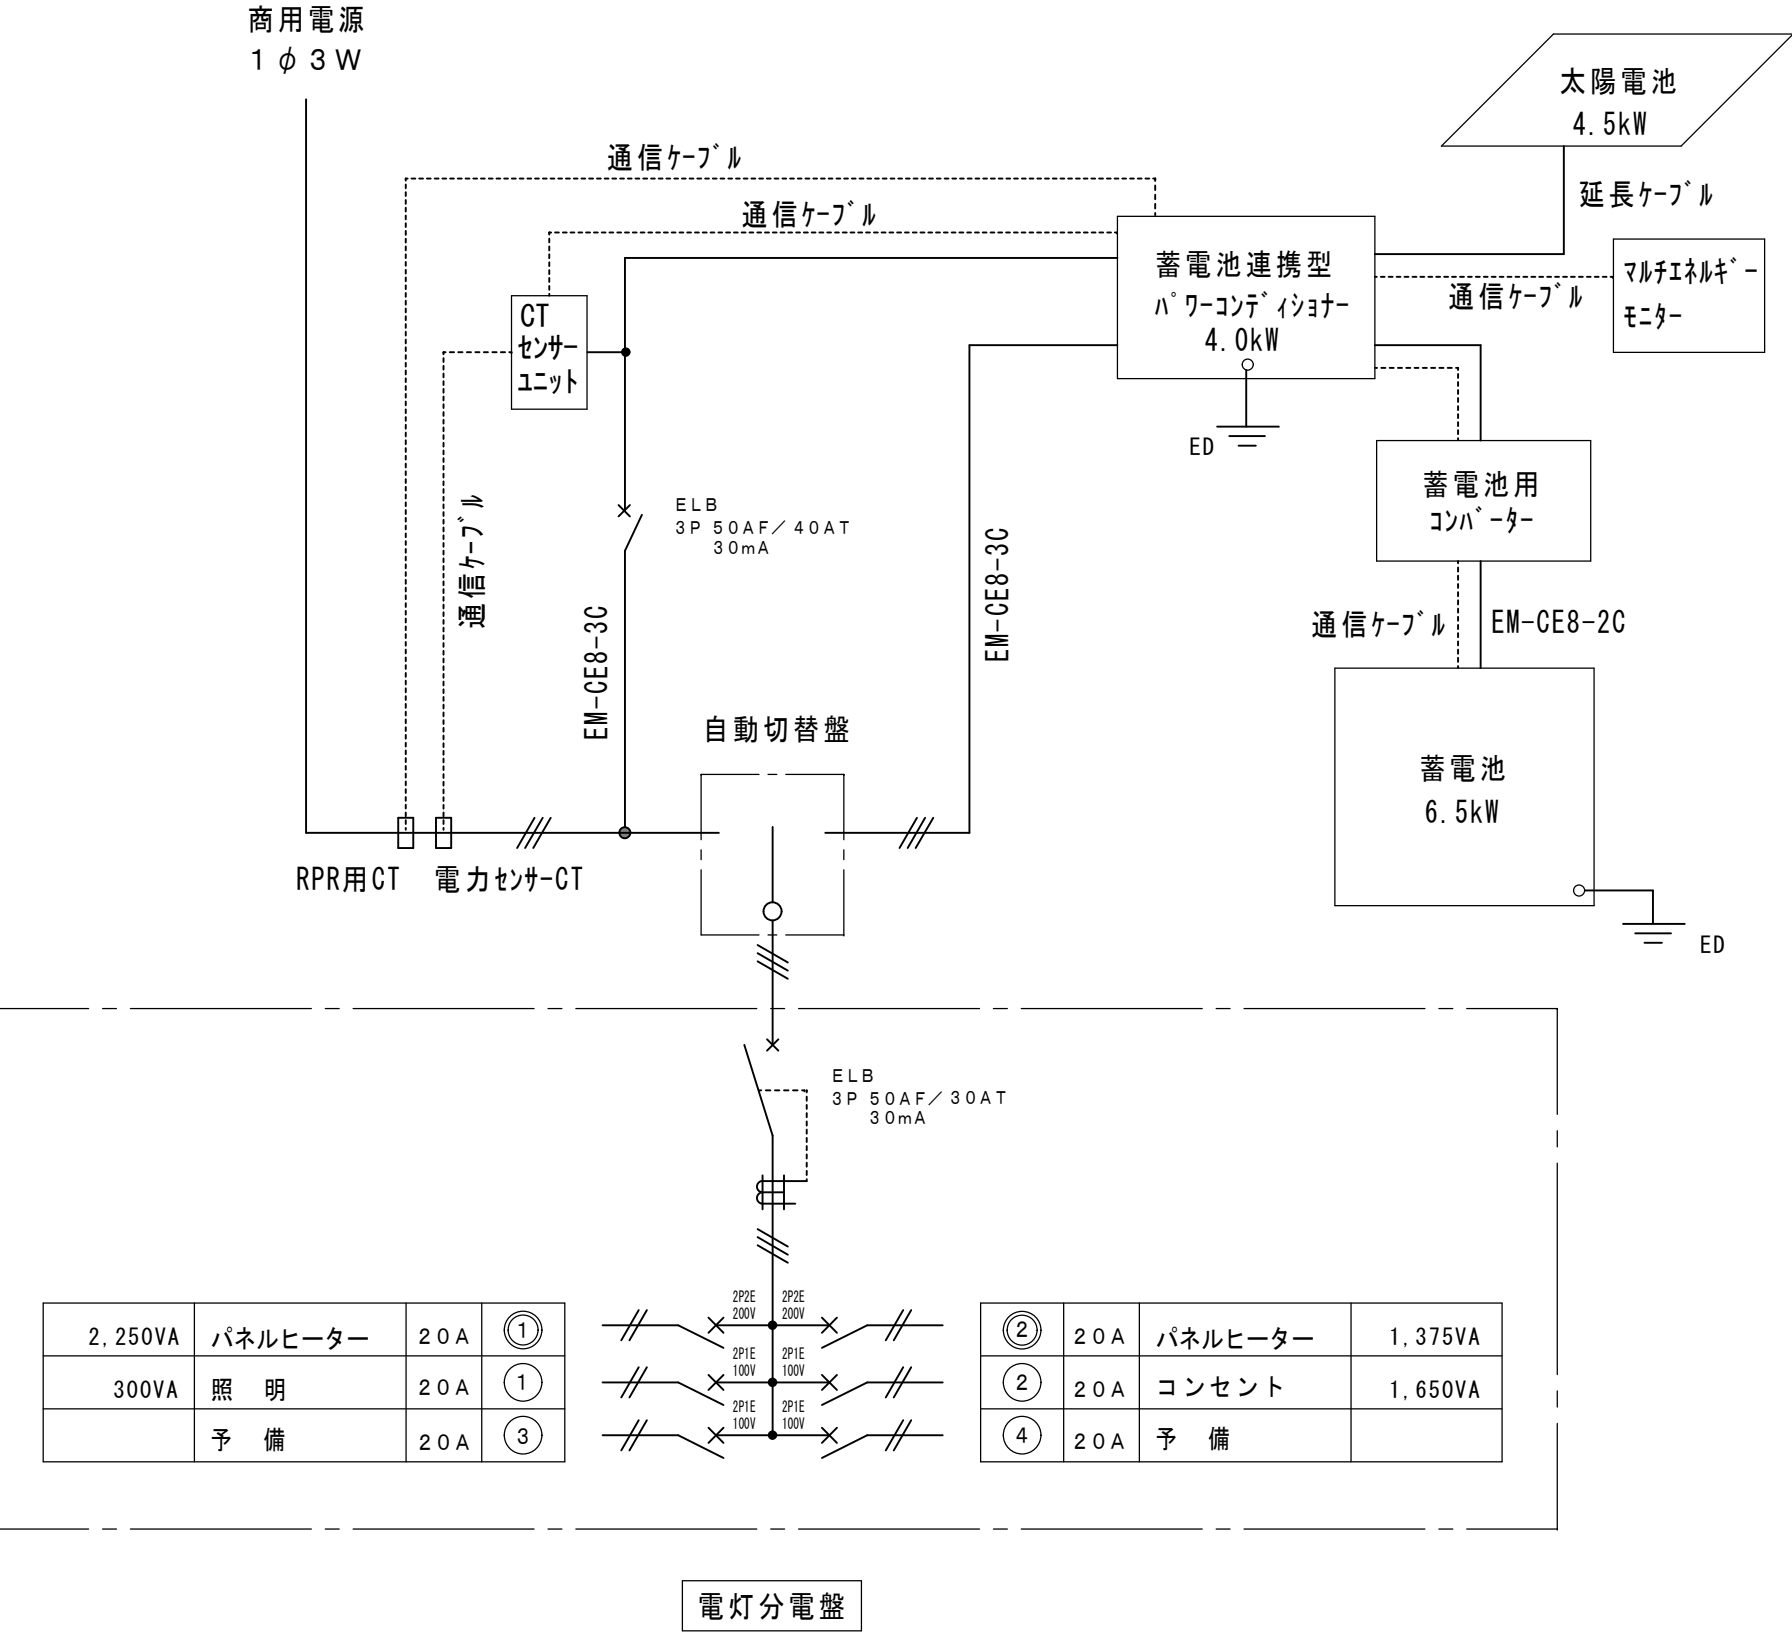 商用電源
1φ3W
太陽電池
4.5kW
通信ケーブル
延長ケーブル
通信ケーブル
蓄電池連携型
パワーコンディショナー
4.0kW
マルチエネルギー
モニター
通信ケーブル
CT
センサー
ユニット
ED
蓄電池用
コンバーター
ELB
3P 50AF/40AT
30mA
通信ケーブル
EM-CE8-3C
EM-CE8-3C
通信ケーブル
EM-CE8-2C
自動切替盤
蓄電池
6.5kW
RPR用CT
電力センサーCT
ED
ELB
3P 50AF/30AT
30mA
2,250VA パネルヒーター 20A ①
300VA 照 明 20A ①
予 備 20A ③
2P2E
200V
2P2E
200V
2P1E
100V
2P1E
100V
2P1E
100V
2P1E
100V
② 20A パネルヒーター 1,375VA
② 20A コンセント 1,650VA
④ 20A 予 備
電灯分電盤